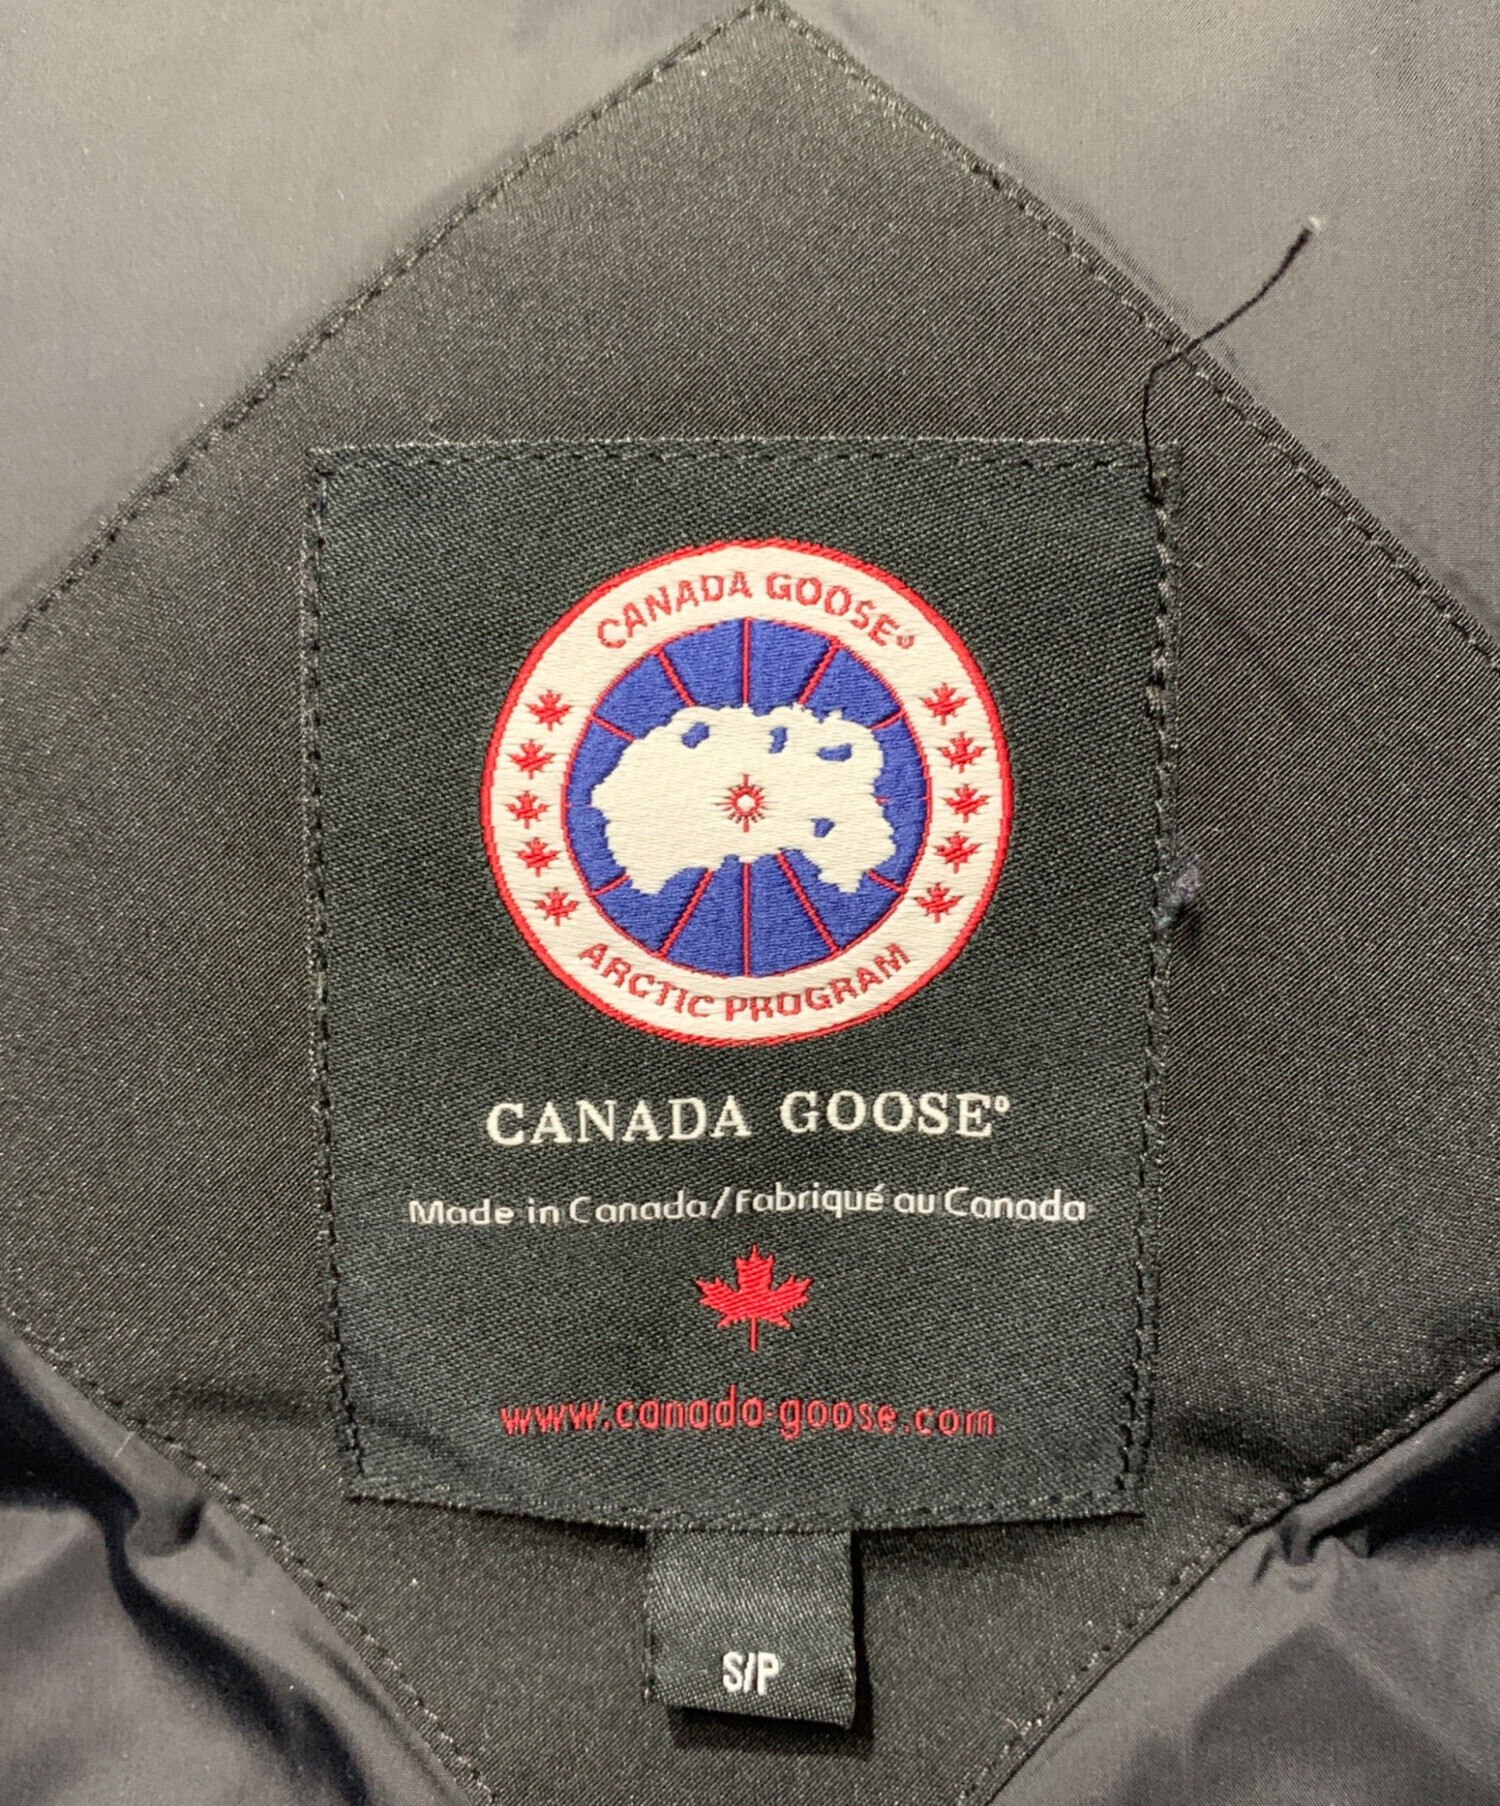 CANADA GOOSE®
ARCTIC PROGRAM
CANADA GOOSE®
Made in Canada/Fabriqué au Canada
www.canada-goose.com
S/P